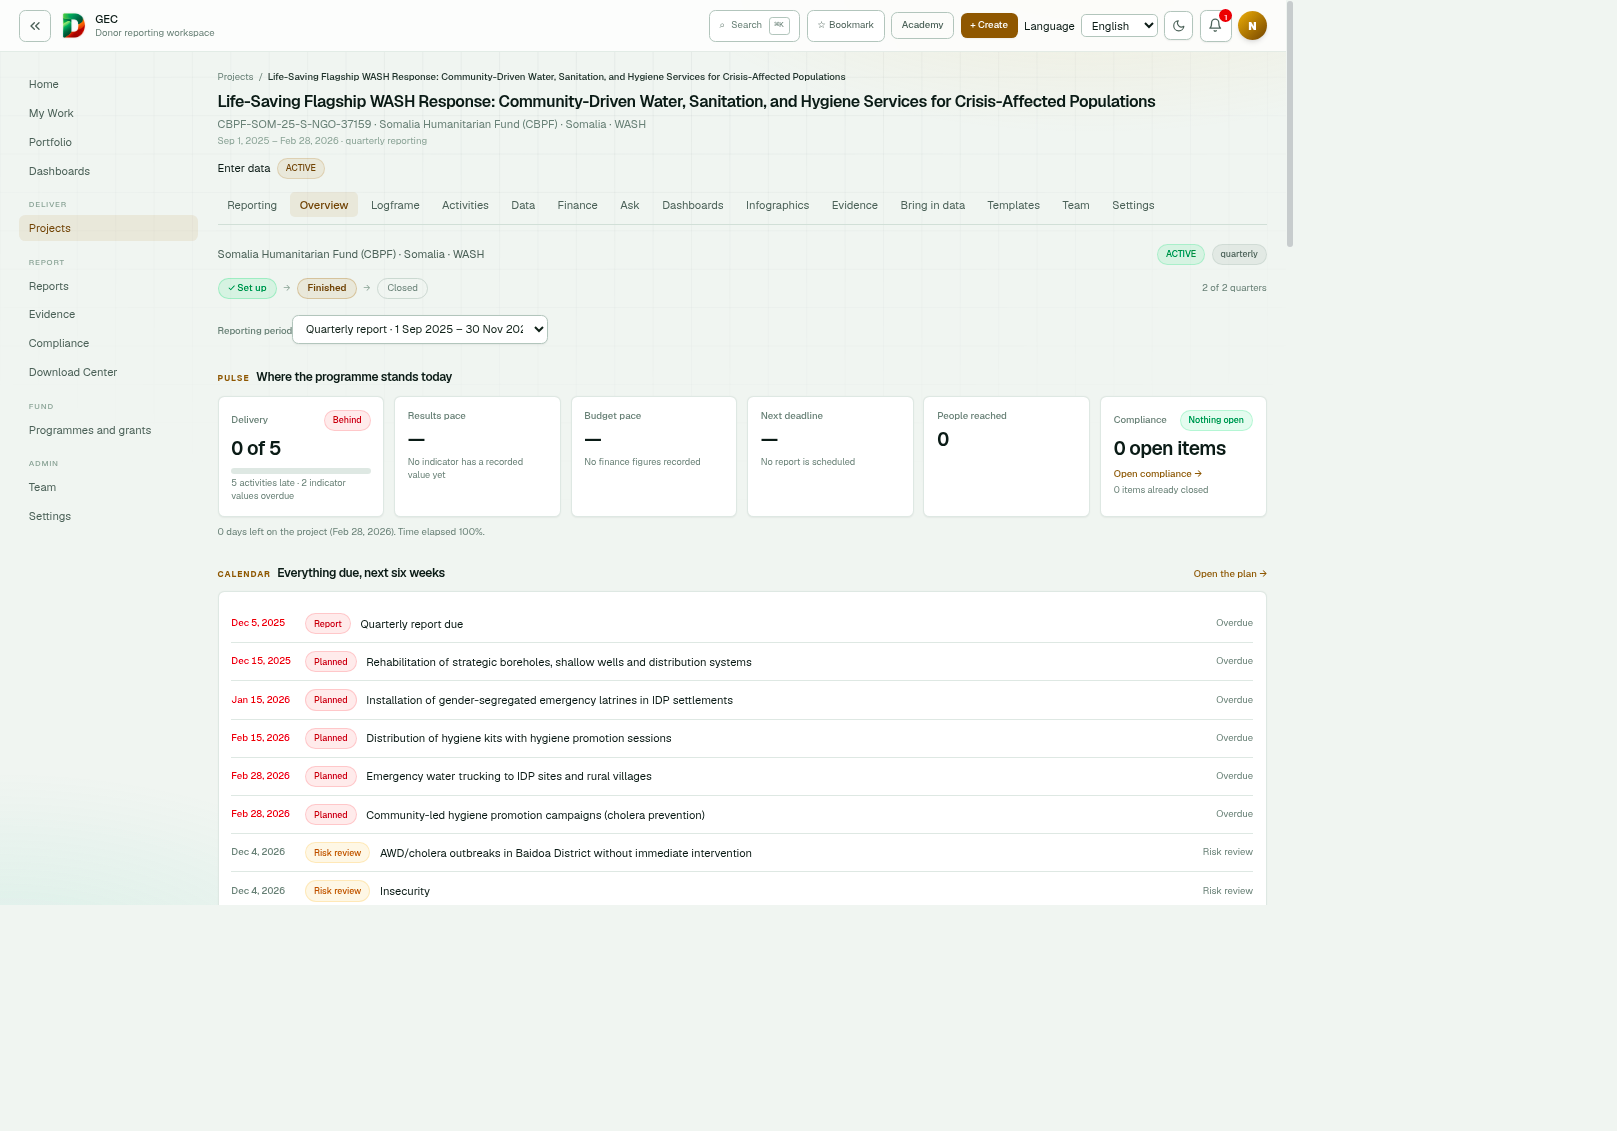 GEC
Donor reporting workspace
Search ⌘K
☆ Bookmark
Academy
+ Create
Language
English
1
N
Home
My Work
Portfolio
Dashboards
DELIVER
Projects
REPORT
Reports
Evidence
Compliance
Download Center
FUND
Programmes and grants
ADMIN
Team
Settings
Projects / Life-Saving Flagship WASH Response: Community-Driven Water, Sanitation, and Hygiene Services for Crisis-Affected Populations
Life-Saving Flagship WASH Response: Community-Driven Water, Sanitation, and Hygiene Services for Crisis-Affected Populations
CBPF-SOM-25-S-NGO-37159 · Somalia Humanitarian Fund (CBPF) · Somalia · WASH
Sep 1, 2025 – Feb 28, 2026 · quarterly reporting
Enter data ACTIVE
Reporting Overview Logframe Activities Data Finance Ask Dashboards Infographics Evidence Bring in data Templates Team Settings
Somalia Humanitarian Fund (CBPF) · Somalia · WASH
ACTIVE quarterly
✓ Set up → Finished → Closed
2 of 2 quarters
Reporting period Quarterly report · 1 Sep 2025 – 30 Nov 202
PULSE Where the programme stands today
Delivery Behind
0 of 5
5 activities late · 2 indicator
values overdue
Results pace
—
No indicator has a recorded
value yet
Budget pace
—
No finance figures recorded
Next deadline
—
No report is scheduled
People reached
0
Compliance Nothing open
0 open items
Open compliance →
0 items already closed
0 days left on the project (Feb 28, 2026). Time elapsed 100%.
CALENDAR Everything due, next six weeks
Open the plan →
Dec 5, 2025 Report Quarterly report due Overdue
Dec 15, 2025 Planned Rehabilitation of strategic boreholes, shallow wells and distribution systems Overdue
Jan 15, 2026 Planned Installation of gender-segregated emergency latrines in IDP settlements Overdue
Feb 15, 2026 Planned Distribution of hygiene kits with hygiene promotion sessions Overdue
Feb 28, 2026 Planned Emergency water trucking to IDP sites and rural villages Overdue
Feb 28, 2026 Planned Community-led hygiene promotion campaigns (cholera prevention) Overdue
Dec 4, 2026 Risk review AWD/cholera outbreaks in Baidoa District without immediate intervention Risk review
Dec 4, 2026 Risk review Insecurity Risk review